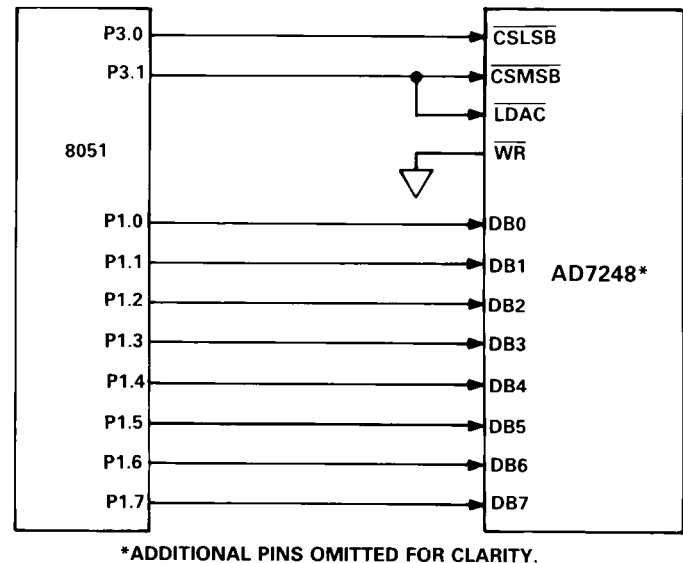 P3.0
CSLSB
P3.1
CSMSB
LDAC
8051
WR
P1.0
DB0
P1.1
DB1
AD7248*
P1.2
DB2
P1.3
DB3
P1.4
DB4
P1.5
DB5
P1.6
DB6
P1.7
DB7
*ADDITIONAL PINS OMITTED FOR CLARITY.